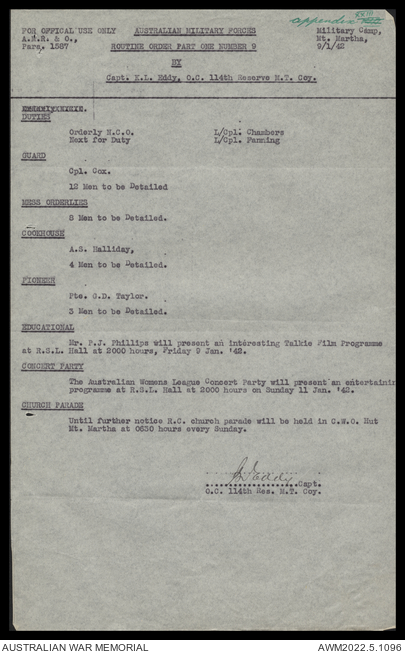 appendix
FOR OFFICAL USE ONLY
AUSTRALIAN MILITARY FORCES
Military Camp,
A.M.R. & O.,
Mt. Martha,
Para. 1587
ROUTINE ORDER PART ONE NUMBER 9
9/1/42
BY
Capt. K.L. Eddy, O.C. 114th Reserve M.T. Coy.
DUTIES
Orderly N.C.O. L/Cpl. Chambers
Next for Duty L/Cpl. Fanning
GUARD
Cpl. Cox.
12 Men to be Detailed
MESS ORDERLIES
8 Men to be Detailed.
COOKHOUSE
A.S. Halliday,
4 Men to be Detailed.
PIONEER
Pte. G.D. Taylor.
3 Men to be Detailed.
EDUCATIONAL
Mr. P.J. Phillips will present an interesting Talkie Film Programme
at R.S.L. Hall at 2000 hours, Friday 9 Jan. '42.
CONCERT PARTY
The Australian Womens League Concert Party will present an entertainin
programme at R.S.L. Hall at 2000 hours on Sunday 11 Jan. '42.
CHURCH PARADE
Until further notice R.C. church parade will be held in C.W.O. Hut
Mt. Martha at 0630 hours every Sunday.
Eddy
Capt.
O.C. 114th Res. M.T. Coy.
AUSTRALIAN WAR MEMORIAL
AWM2022.5.1096